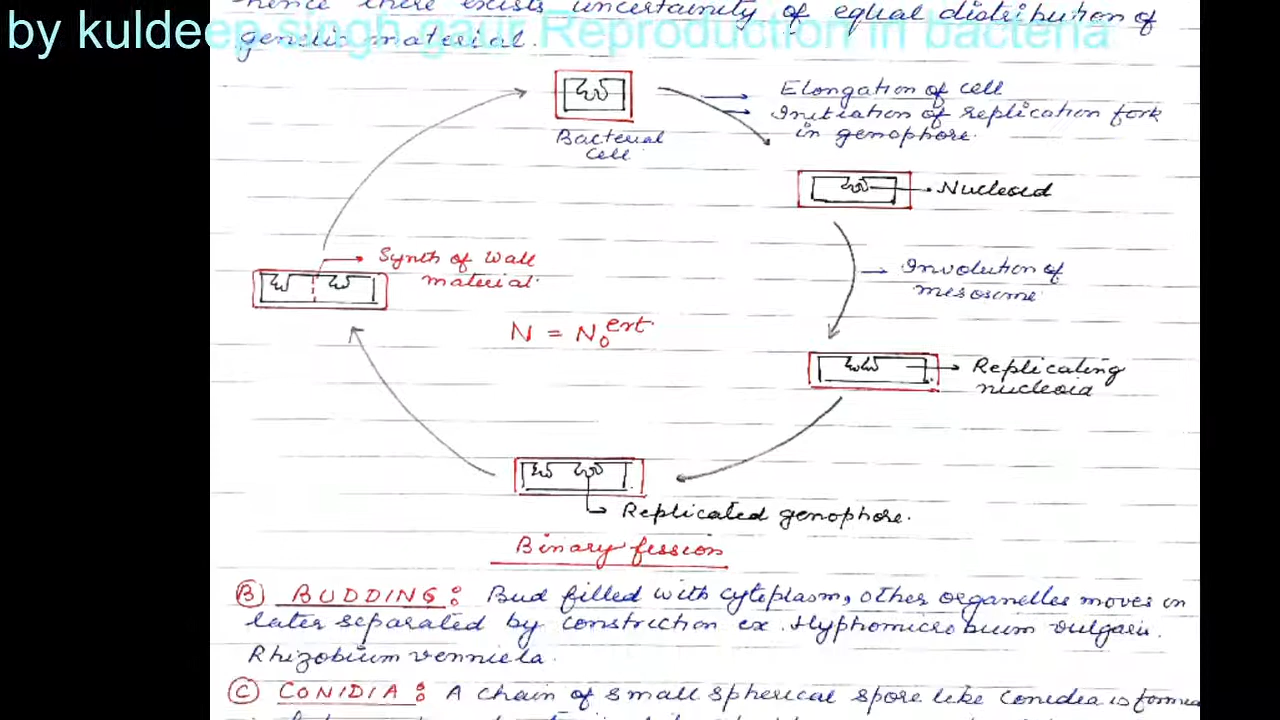 hence there exists uncertainity of equal distribution of
genetic material.
by kuldeep singh gaur Reproduction in bacteria
Bacterial
Cell
Elongation of cell
Initiation of replication fork
in genophore.
Nucleoid
Synth of wall
material.
Involution of
mesosome
N = N₀ ert.
Replicating
nucleoid
Replicated genophore.
Binary fission
(B) BUDDING: Bud filled with cytoplasm, other organelles moves in
later separated by constriction ex. Hyphomicrobium
Rhizobium
(C) CONIDIA: A chain of small spherical spore like conidia is formed